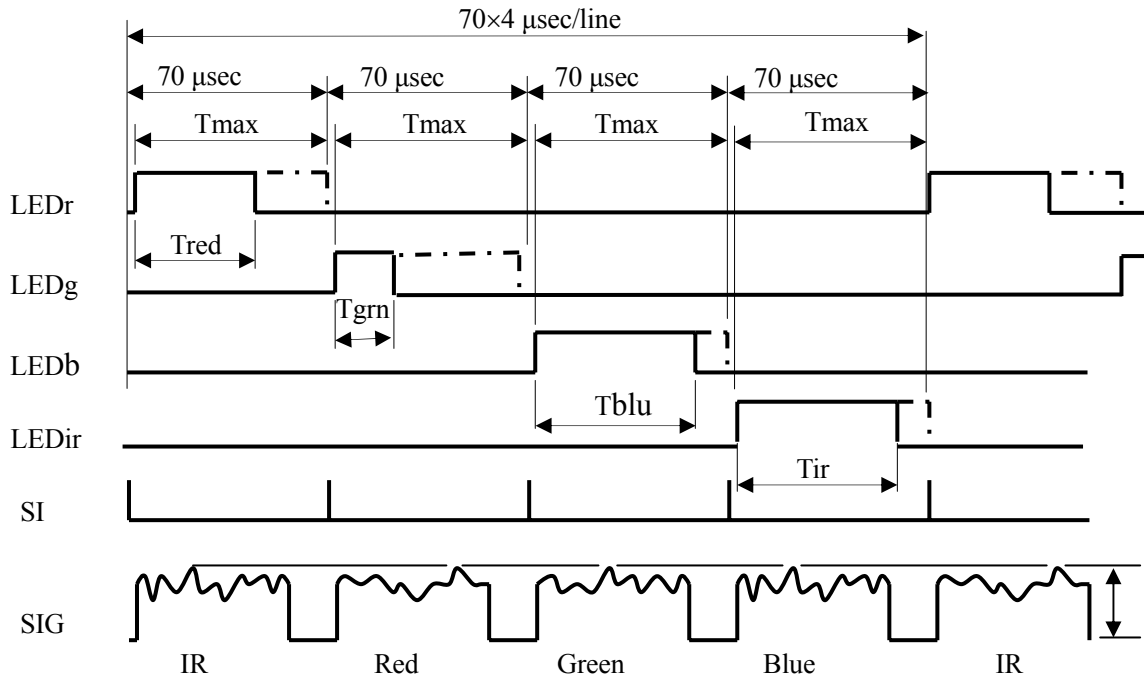 70×4 μsec/line
70 μsec 70 μsec 70 μsec 70 μsec
Tmax Tmax Tmax Tmax
LEDr
Tred
LEDg
Tgrn
LEDb
Tblu
LEDir
Tir
SI
SIG
IR Red Green Blue IR